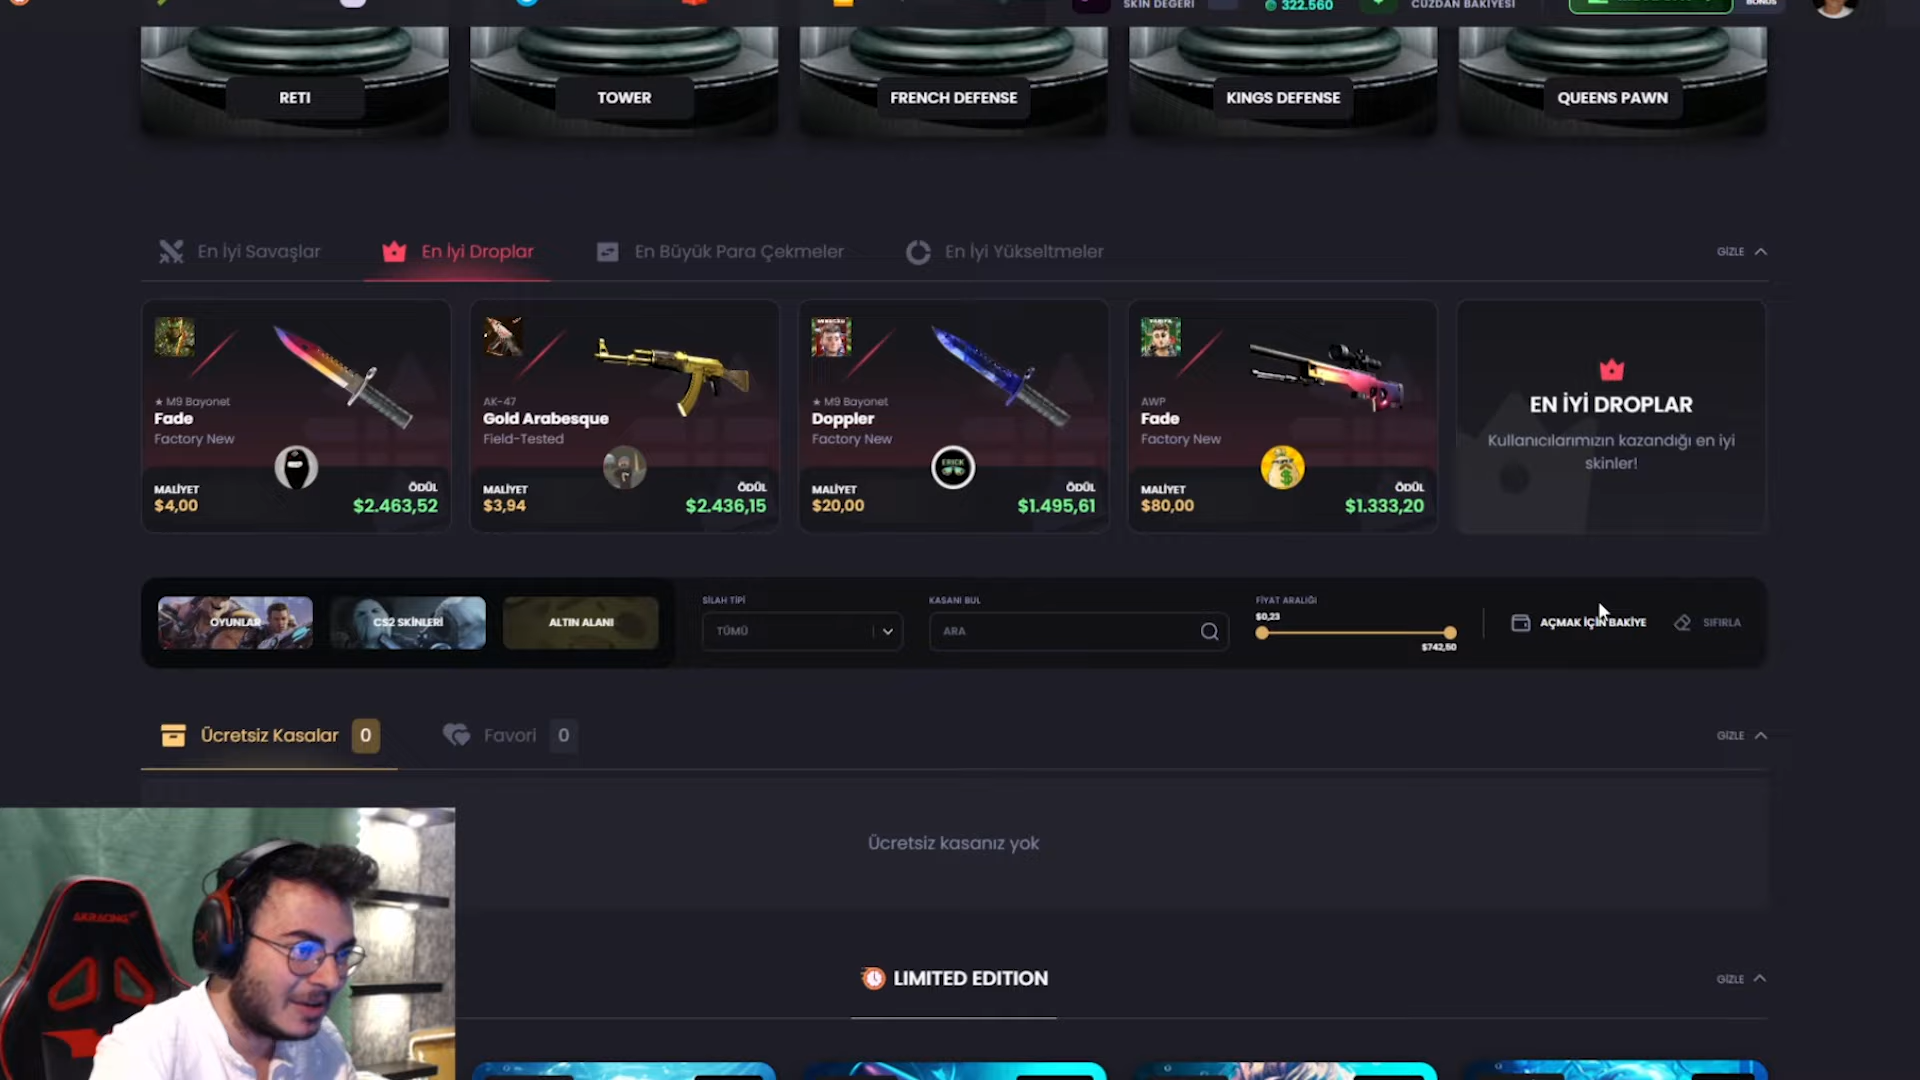 SKİN DEĞERİ
322.560
CÜZDAN BAKİYESİ
BONUS
RETI
TOWER
FRENCH DEFENSE
KINGS DEFENSE
QUEENS PAWN
En İyi Savaşlar
En İyi Droplar
En Büyük Para Çekmeler
En İyi Yükseltmeler
GİZLE
★ M9 Bayonet
Fade
Factory New
MALİYET
$4,00
ÖDÜL
$2.463,52
AK-47
Gold Arabesque
Field-Tested
MALİYET
$3,94
ÖDÜL
$2.436,15
★ M9 Bayonet
Doppler
Factory New
ERICK
MALİYET
$20,00
ÖDÜL
$1.495,61
AWP
Fade
Factory New
MALİYET
$80,00
ÖDÜL
$1.333,20
EN İYİ DROPLAR
Kullanıcılarımızın kazandığı en iyi
skinler!
OYUNLAR
CS2 SKİNLERİ
ALTIN ALANI
SİLAH TİPİ
TÜMÜ
KASANI BUL
ARA
FİYAT ARALIĞI
$0,23
$742,50
AÇMAK İÇİN BAKİYE
SIFIRLA
Ücretsiz Kasalar 0
Favori 0
GİZLE
Ücretsiz kasanız yok
AKRACING
LIMITED EDITION
GİZLE